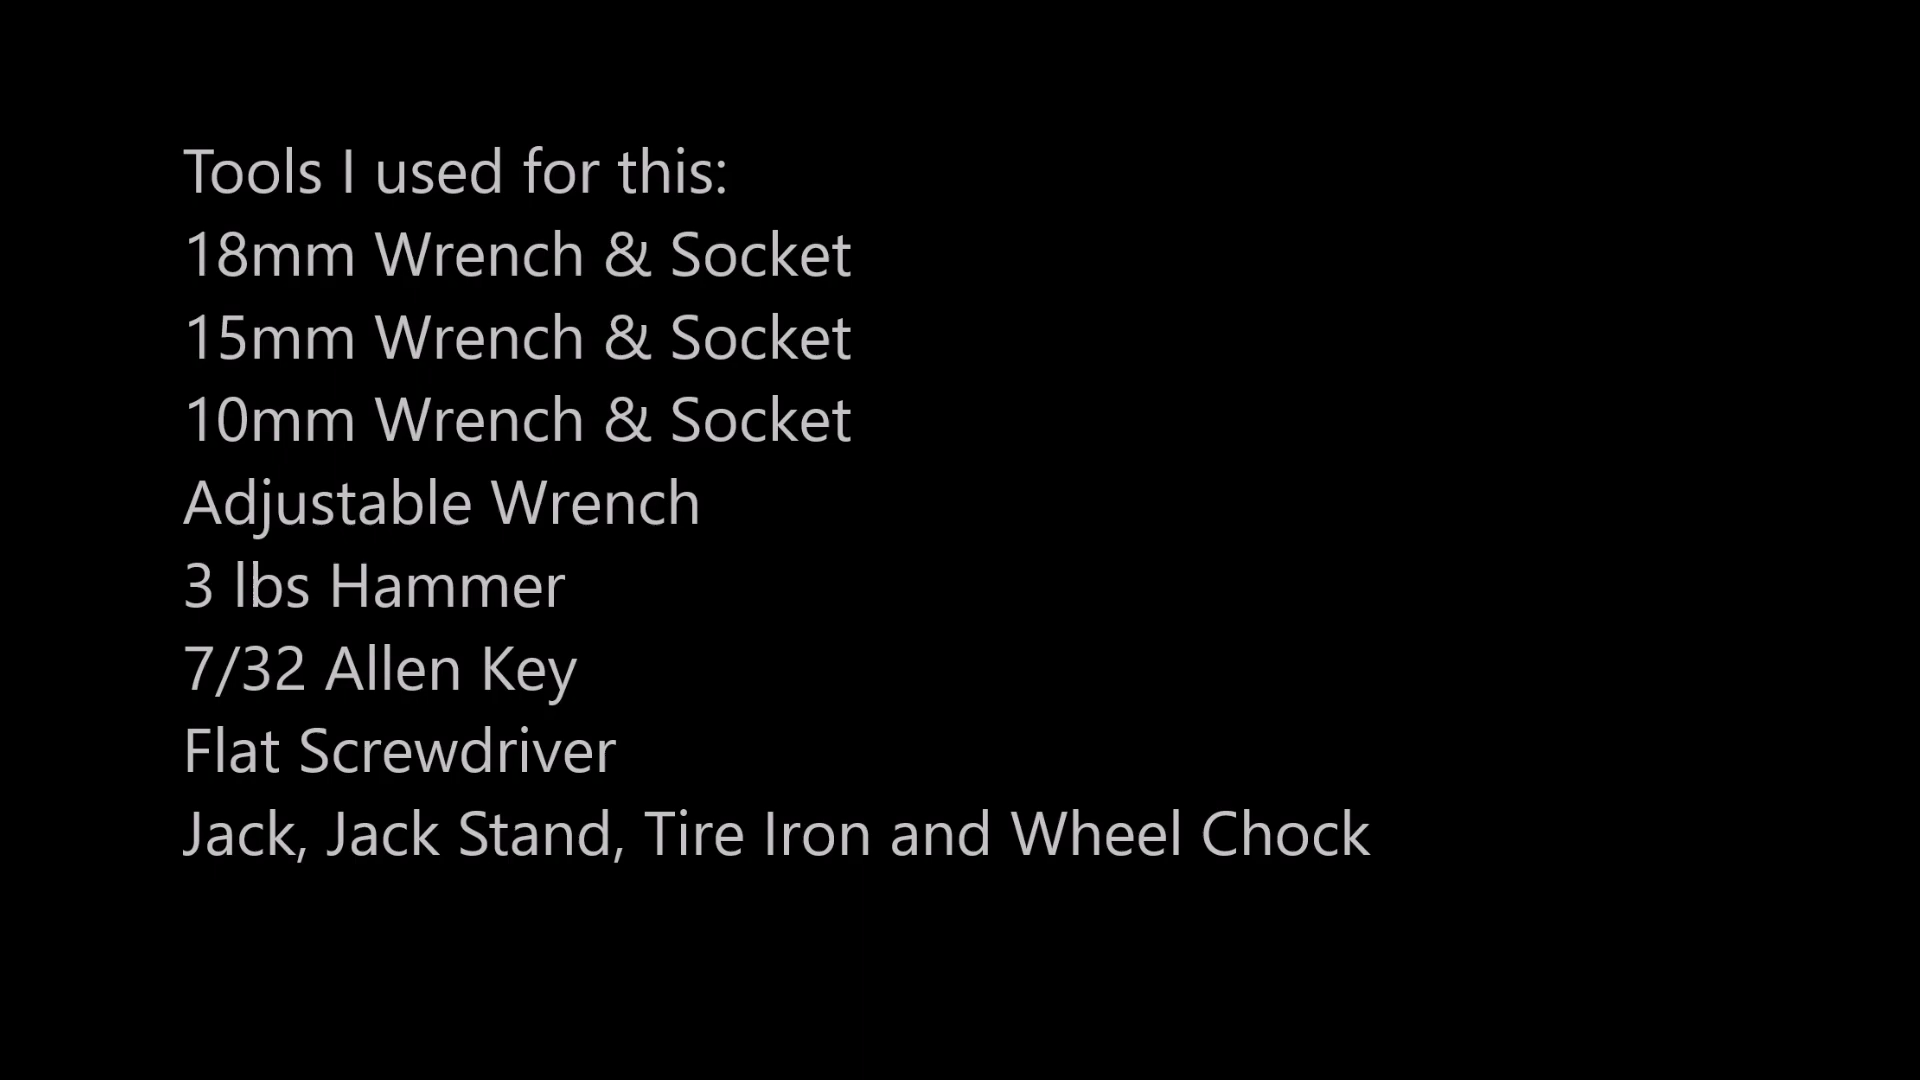 Tools I used for this:
18mm Wrench & Socket
15mm Wrench & Socket
10mm Wrench & Socket
Adjustable Wrench
3 lbs Hammer
7/32 Allen Key
Flat Screwdriver
Jack, Jack Stand, Tire Iron and Wheel Chock